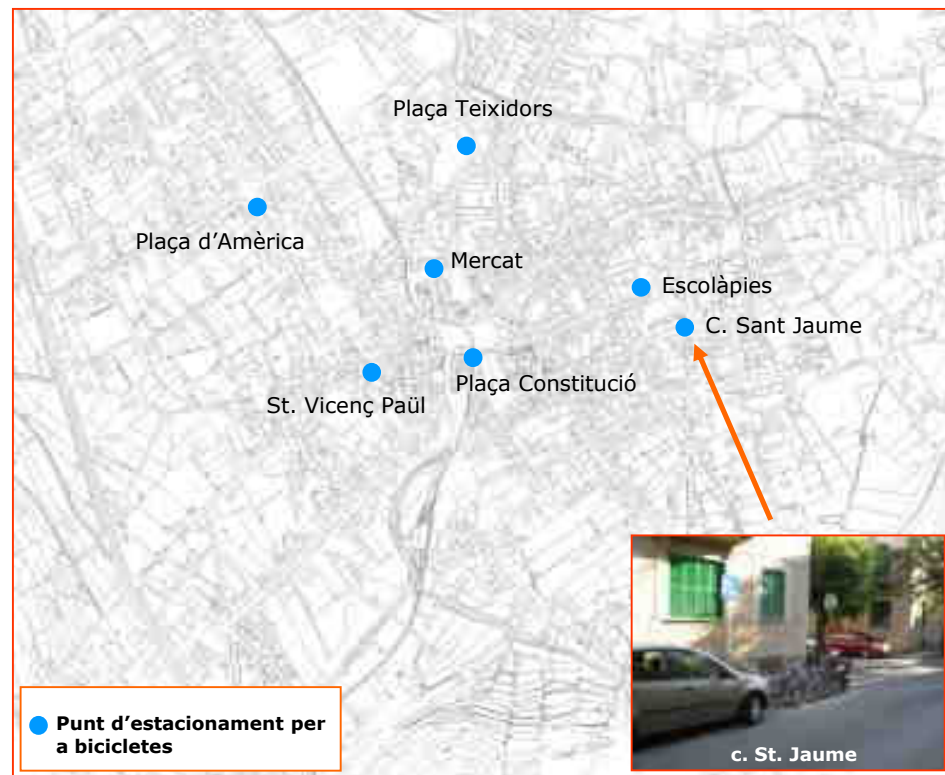 Plaça Teixidors
Plaça d’Amèrica
Mercat
Escolàpies
C. Sant Jaume
Plaça Constitució
St. Vicenç Paül
Punt d’estacionament per
a bicicletes
c. St. Jaume